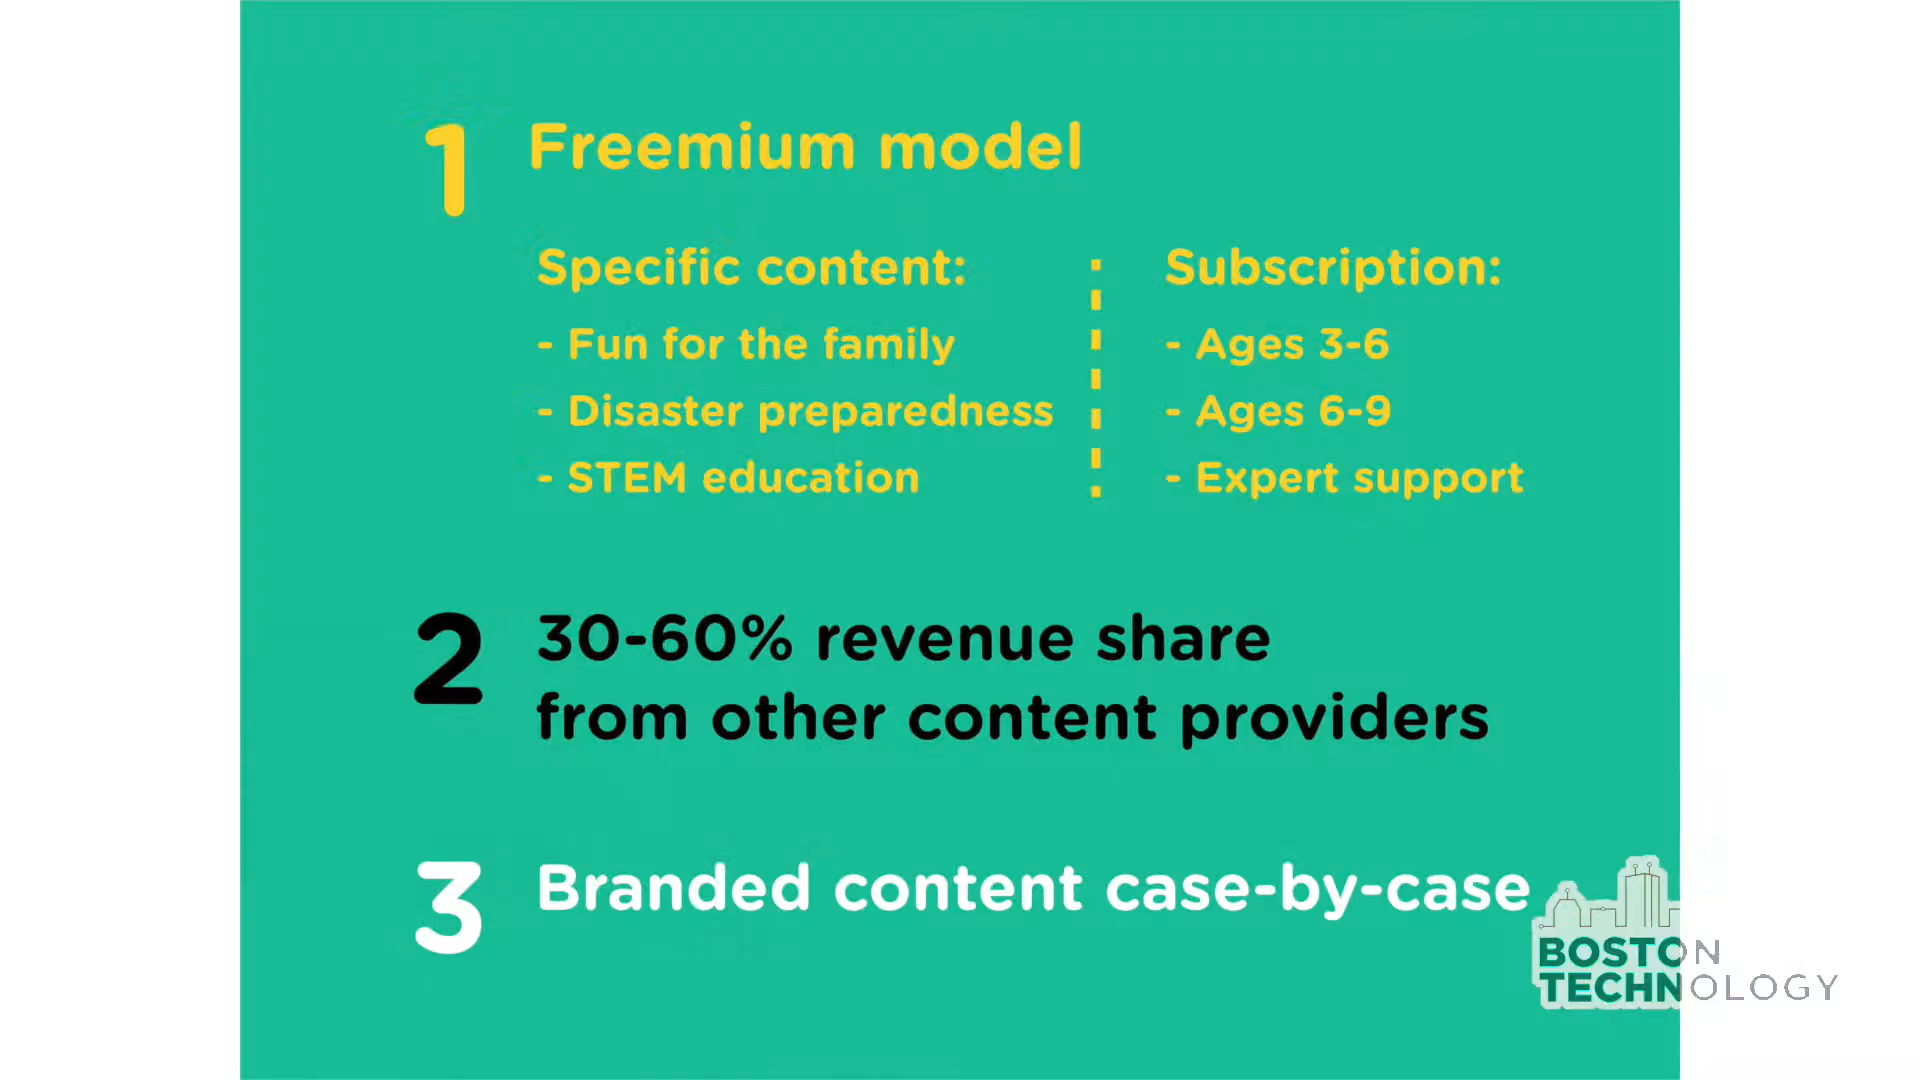 1 Freemium model
Specific content:
- Fun for the family
- Disaster preparedness
- STEM education
Subscription:
- Ages 3-6
- Ages 6-9
- Expert support
2 30-60% revenue share
from other content providers
3 Branded content case-by-case
BOSTON
TECHNOLOGY